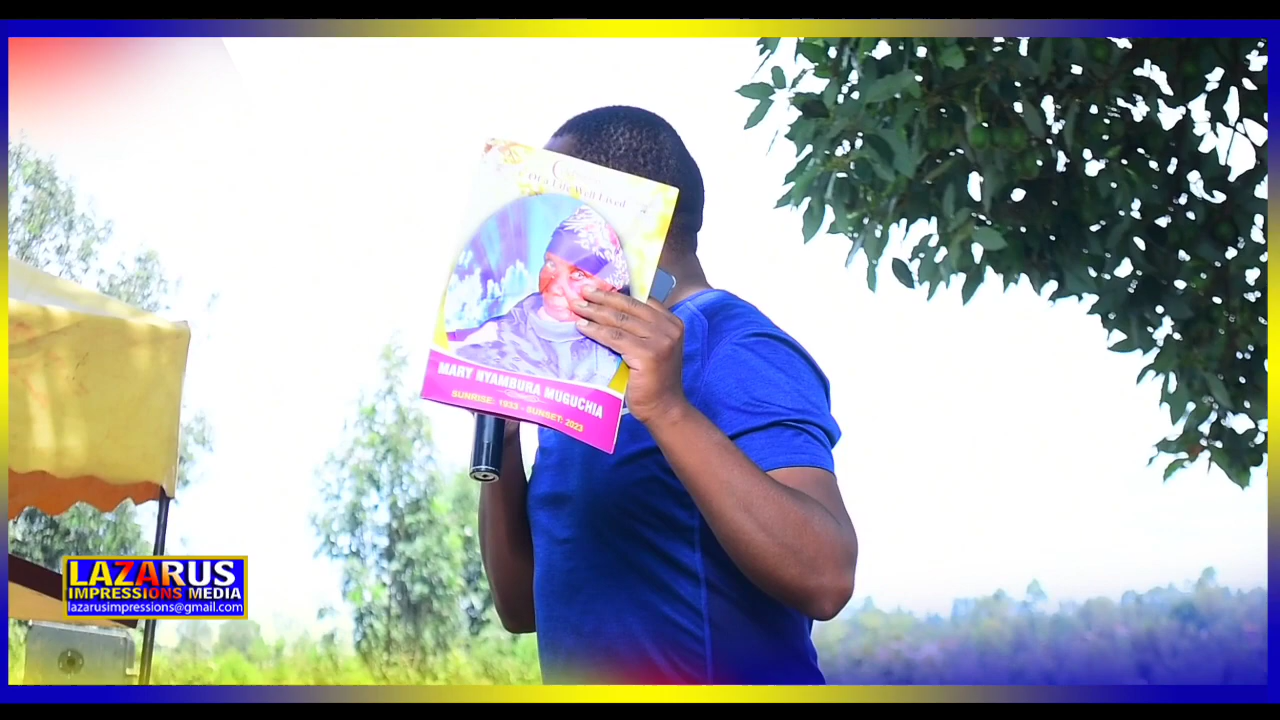 Of a Life Well Lived
MARY NYAMBURA MUGUCHIA
SUNRISE: 1933 - SUNSET: 2023
LAZARUS
IMPRESSIONS MEDIA
lazarusimpressions@gmail.com